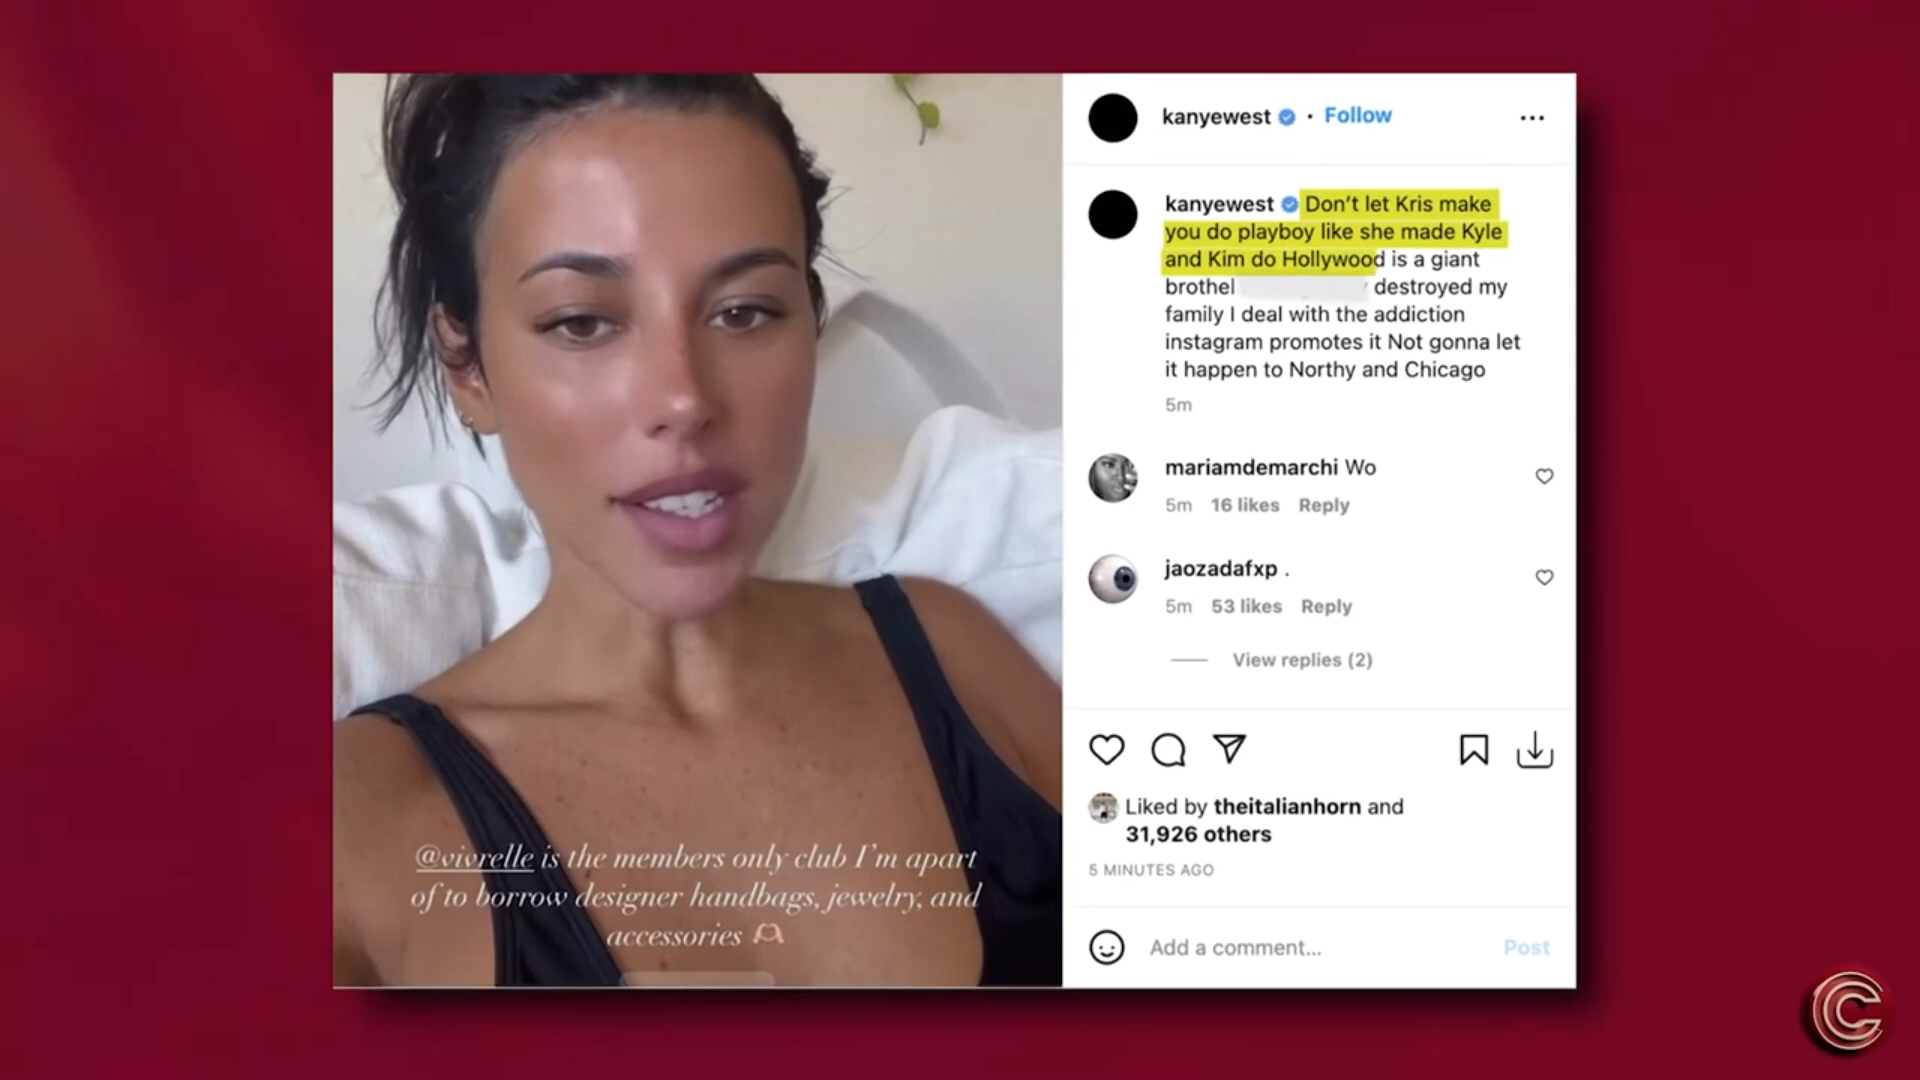 kanyewest • Follow
kanyewest Don't let Kris make
you do playboy like she made Kyle
and Kim do Hollywood is a giant
brothel destroyed my
family I deal with the addiction
instagram promotes it Not gonna let
it happen to Northy and Chicago
5m
mariamdemarchi Wo
5m 16 likes Reply
jaozadafxp .
5m 53 likes Reply
View replies (2)
Liked by theitalianhorn and
31,926 others
5 MINUTES AGO
Add a comment... Post
@vivrelle is the members only club I'm apart
of to borrow designer handbags, jewelry, and
accessories